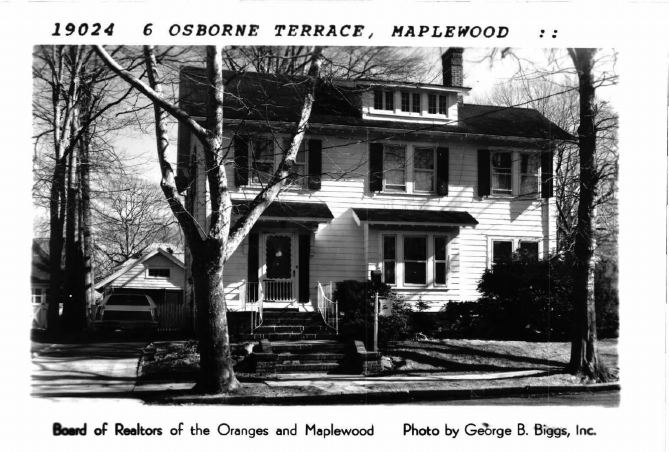 19024 6 OSBORNE TERRACE, MAPLEWOOD ::
Board of Realtors of the Oranges and Maplewood Photo by George B. Biggs, Inc.